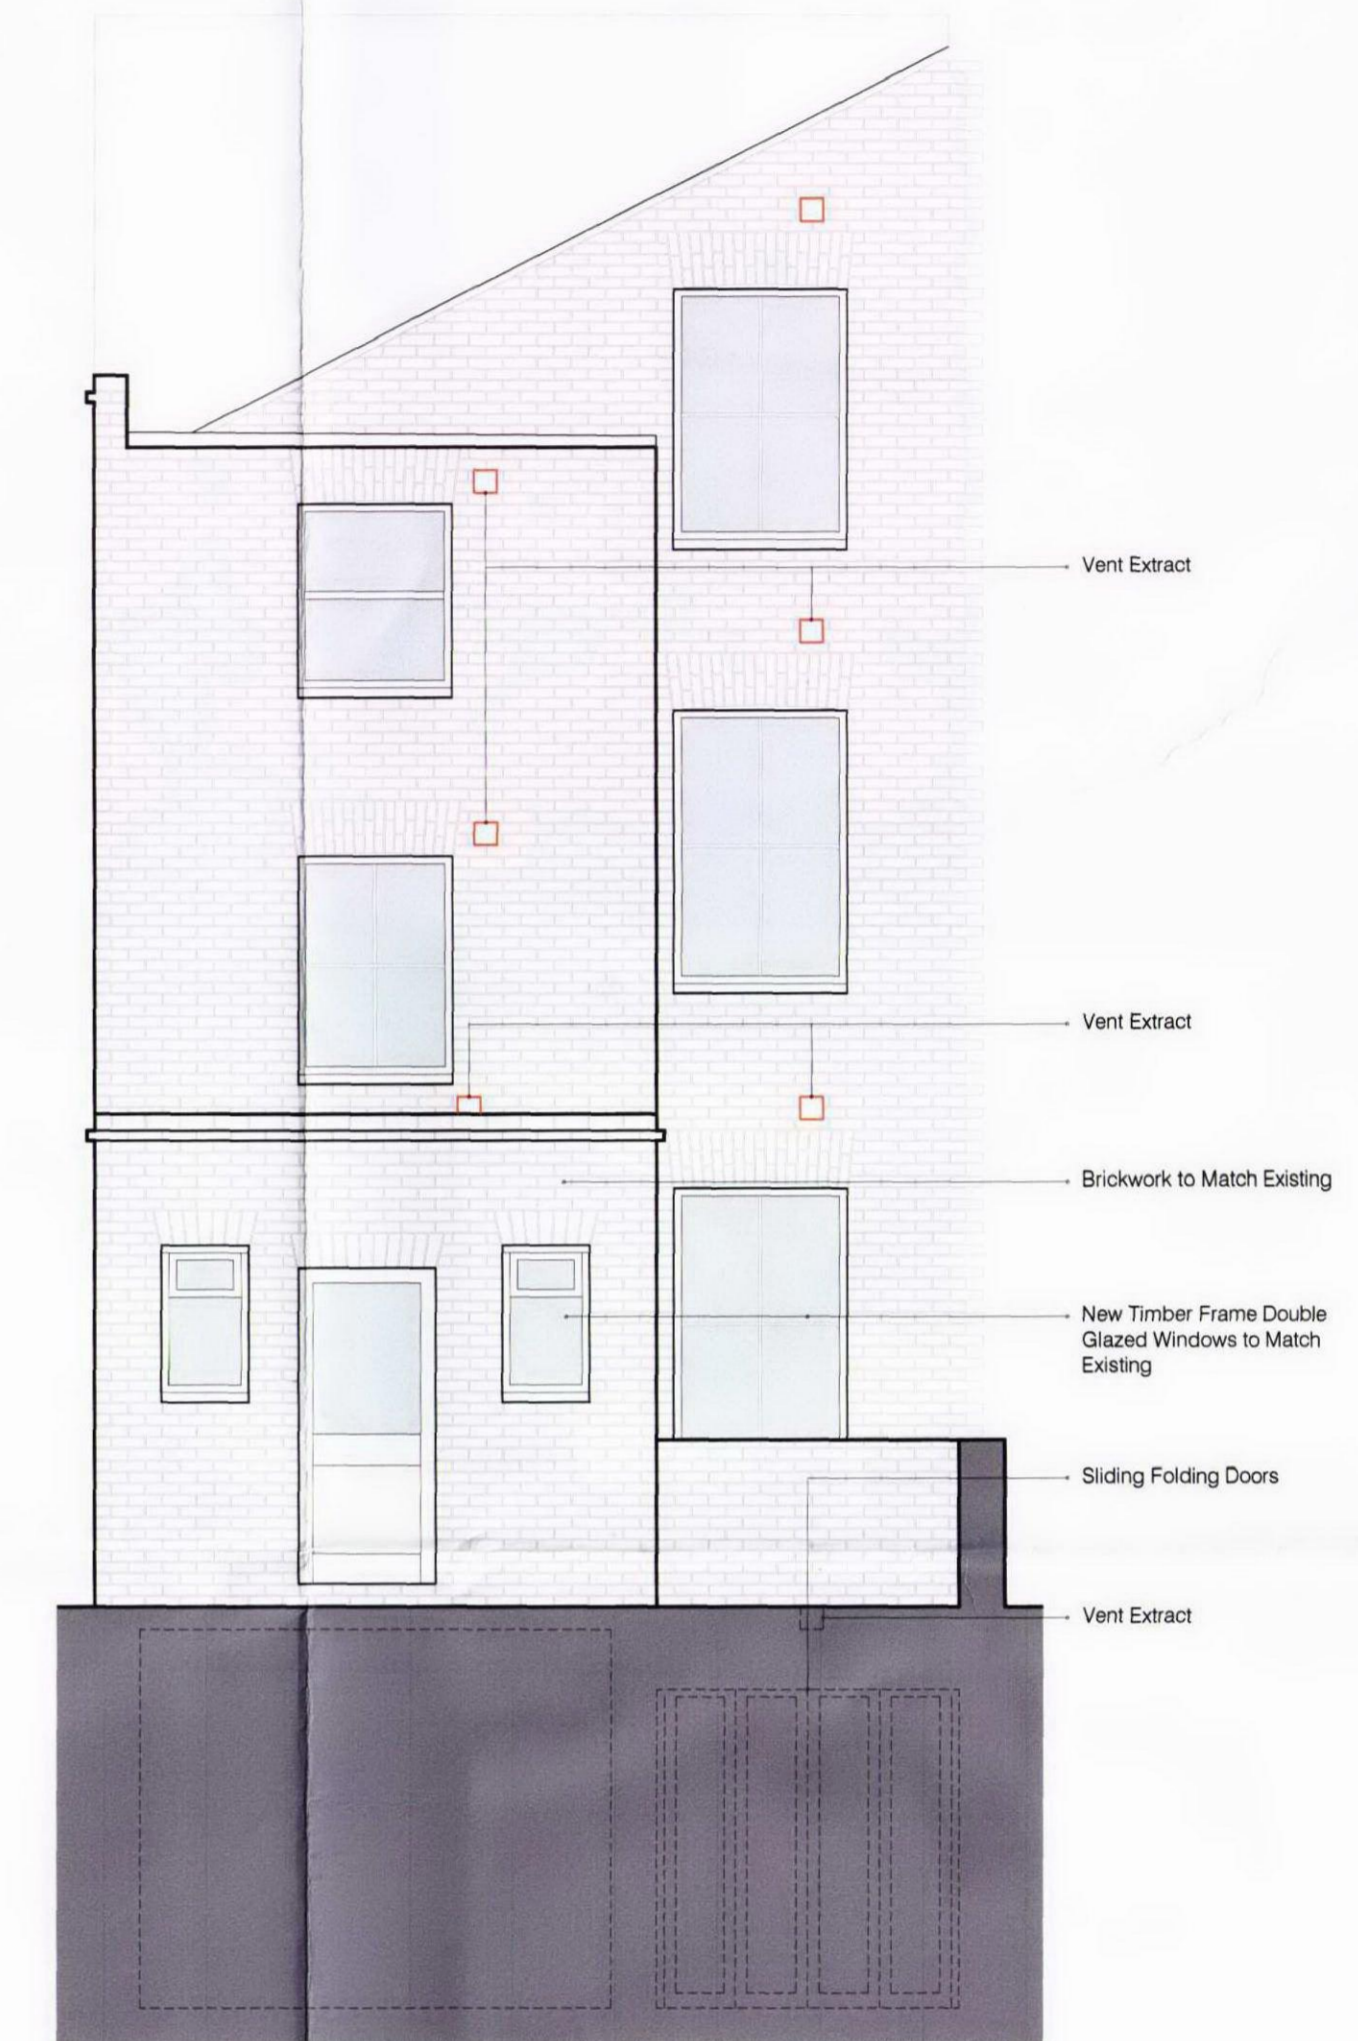 Vent Extract
Vent Extract
Brickwork to Match Existing
New Timber Frame Double
Glazed Windows to Match
Existing
Sliding Folding Doors
Vent Extract